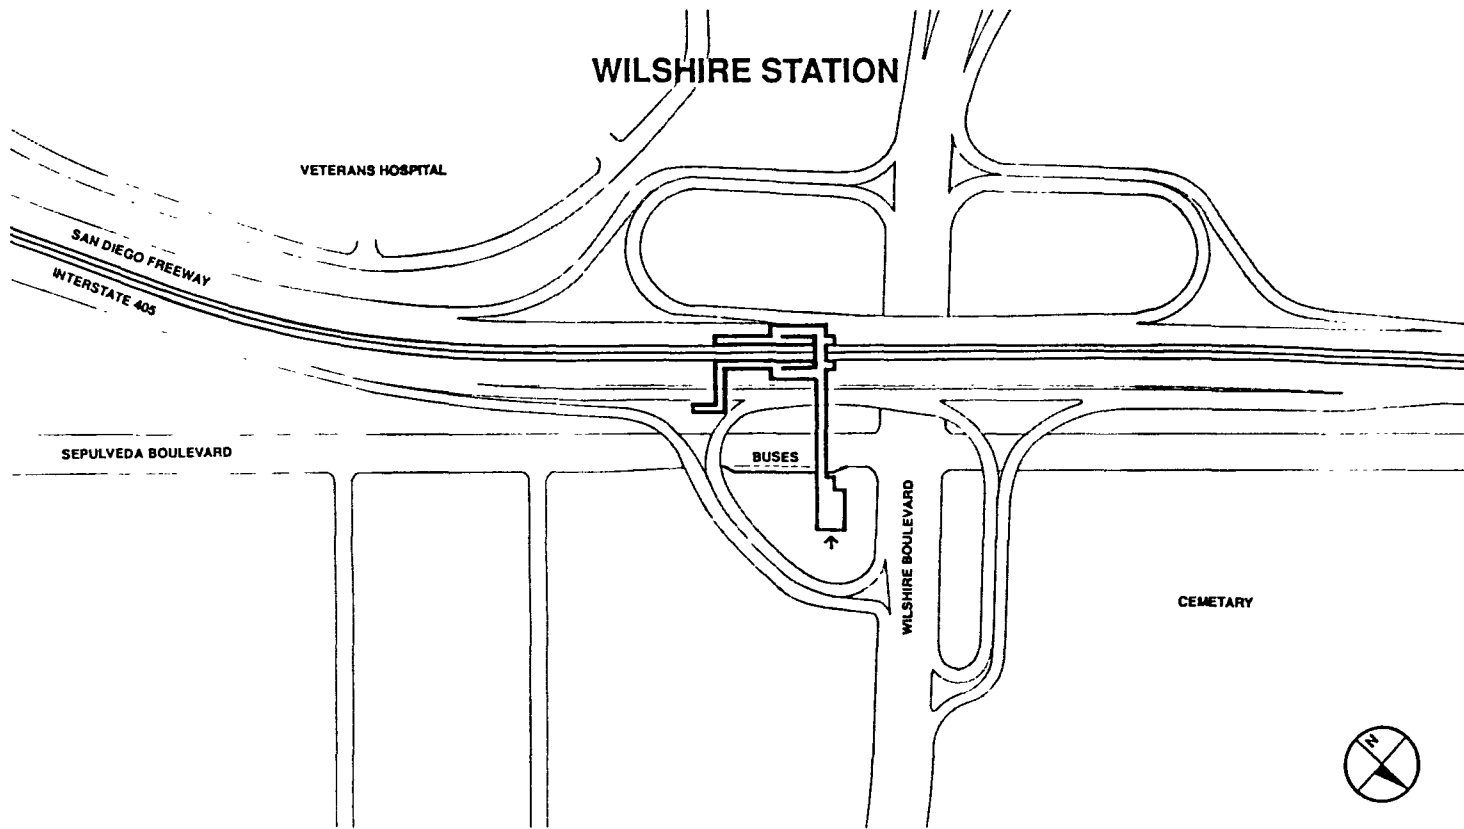 WILSHIRE STATION
VETERANS HOSPITAL
SAN DIEGO FREEWAY
INTERSTATE 405
SEPULVEDA BOULEVARD
BUSES
WILSHIRE BOULEVARD
CEMETARY
N